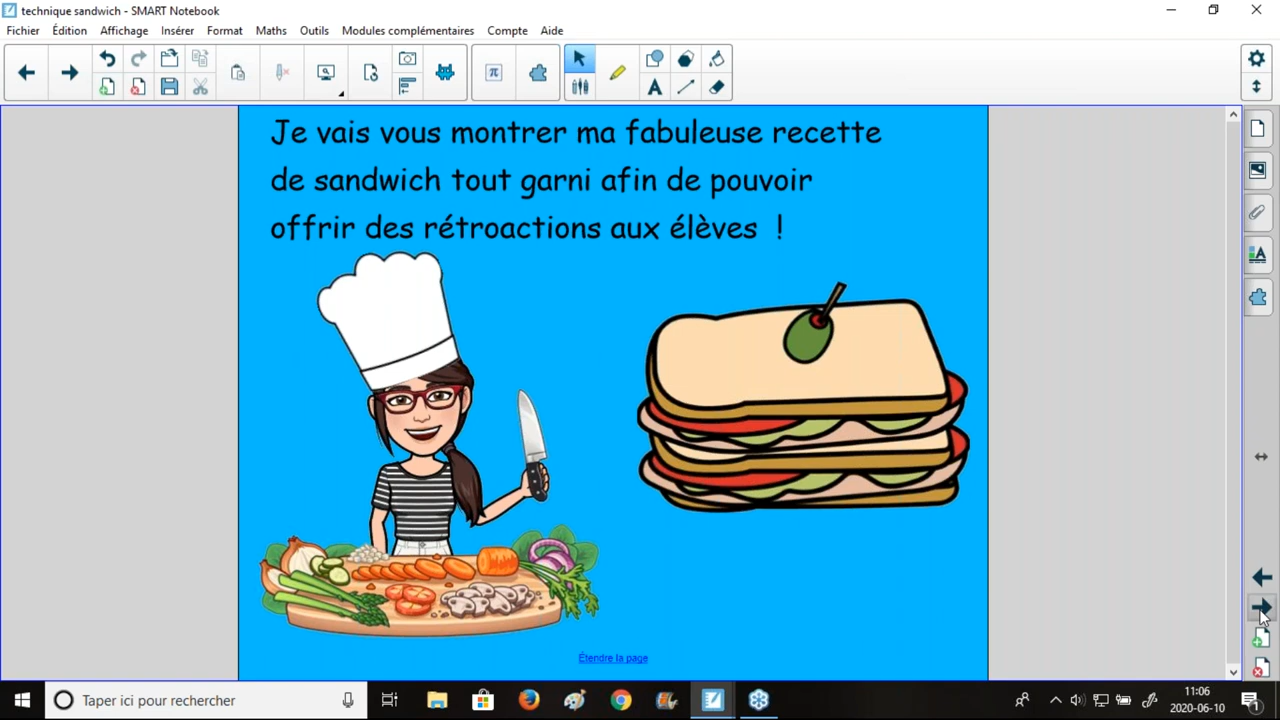 technique sandwich - SMART Notebook
Fichier Édition Affichage Insérer Format Maths Outils Modules complémentaires Compte Aide
π
A
A
Je vais vous montrer ma fabuleuse recette
de sandwich tout garni afin de pouvoir
offrir des rétroactions aux élèves !
Étendre la page
Taper ici pour rechercher
11:06
2020-06-10
1